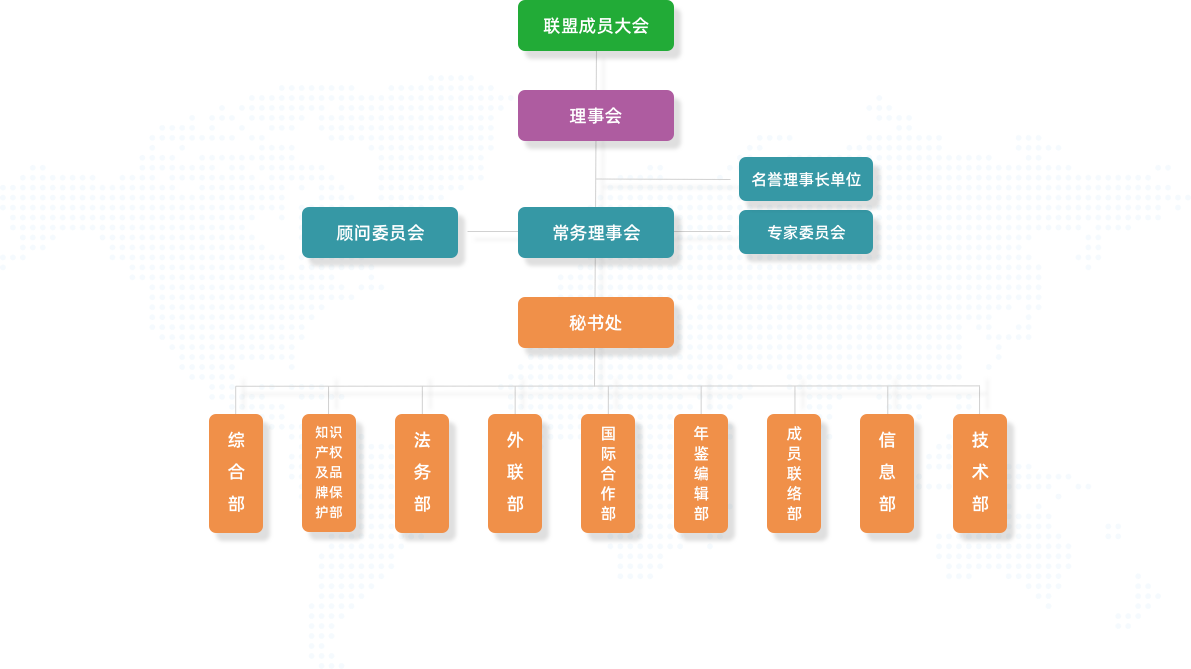 联盟成员大会
理事会
名誉理事长单位
顾问委员会
常务理事会
专家委员会
秘书处
综
合
部
知识
产权
及品
牌保
护部
法
务
部
外
联
部
国
际
合
作
部
年
鉴
编
辑
部
成
员
联
络
部
信
息
部
技
术
部